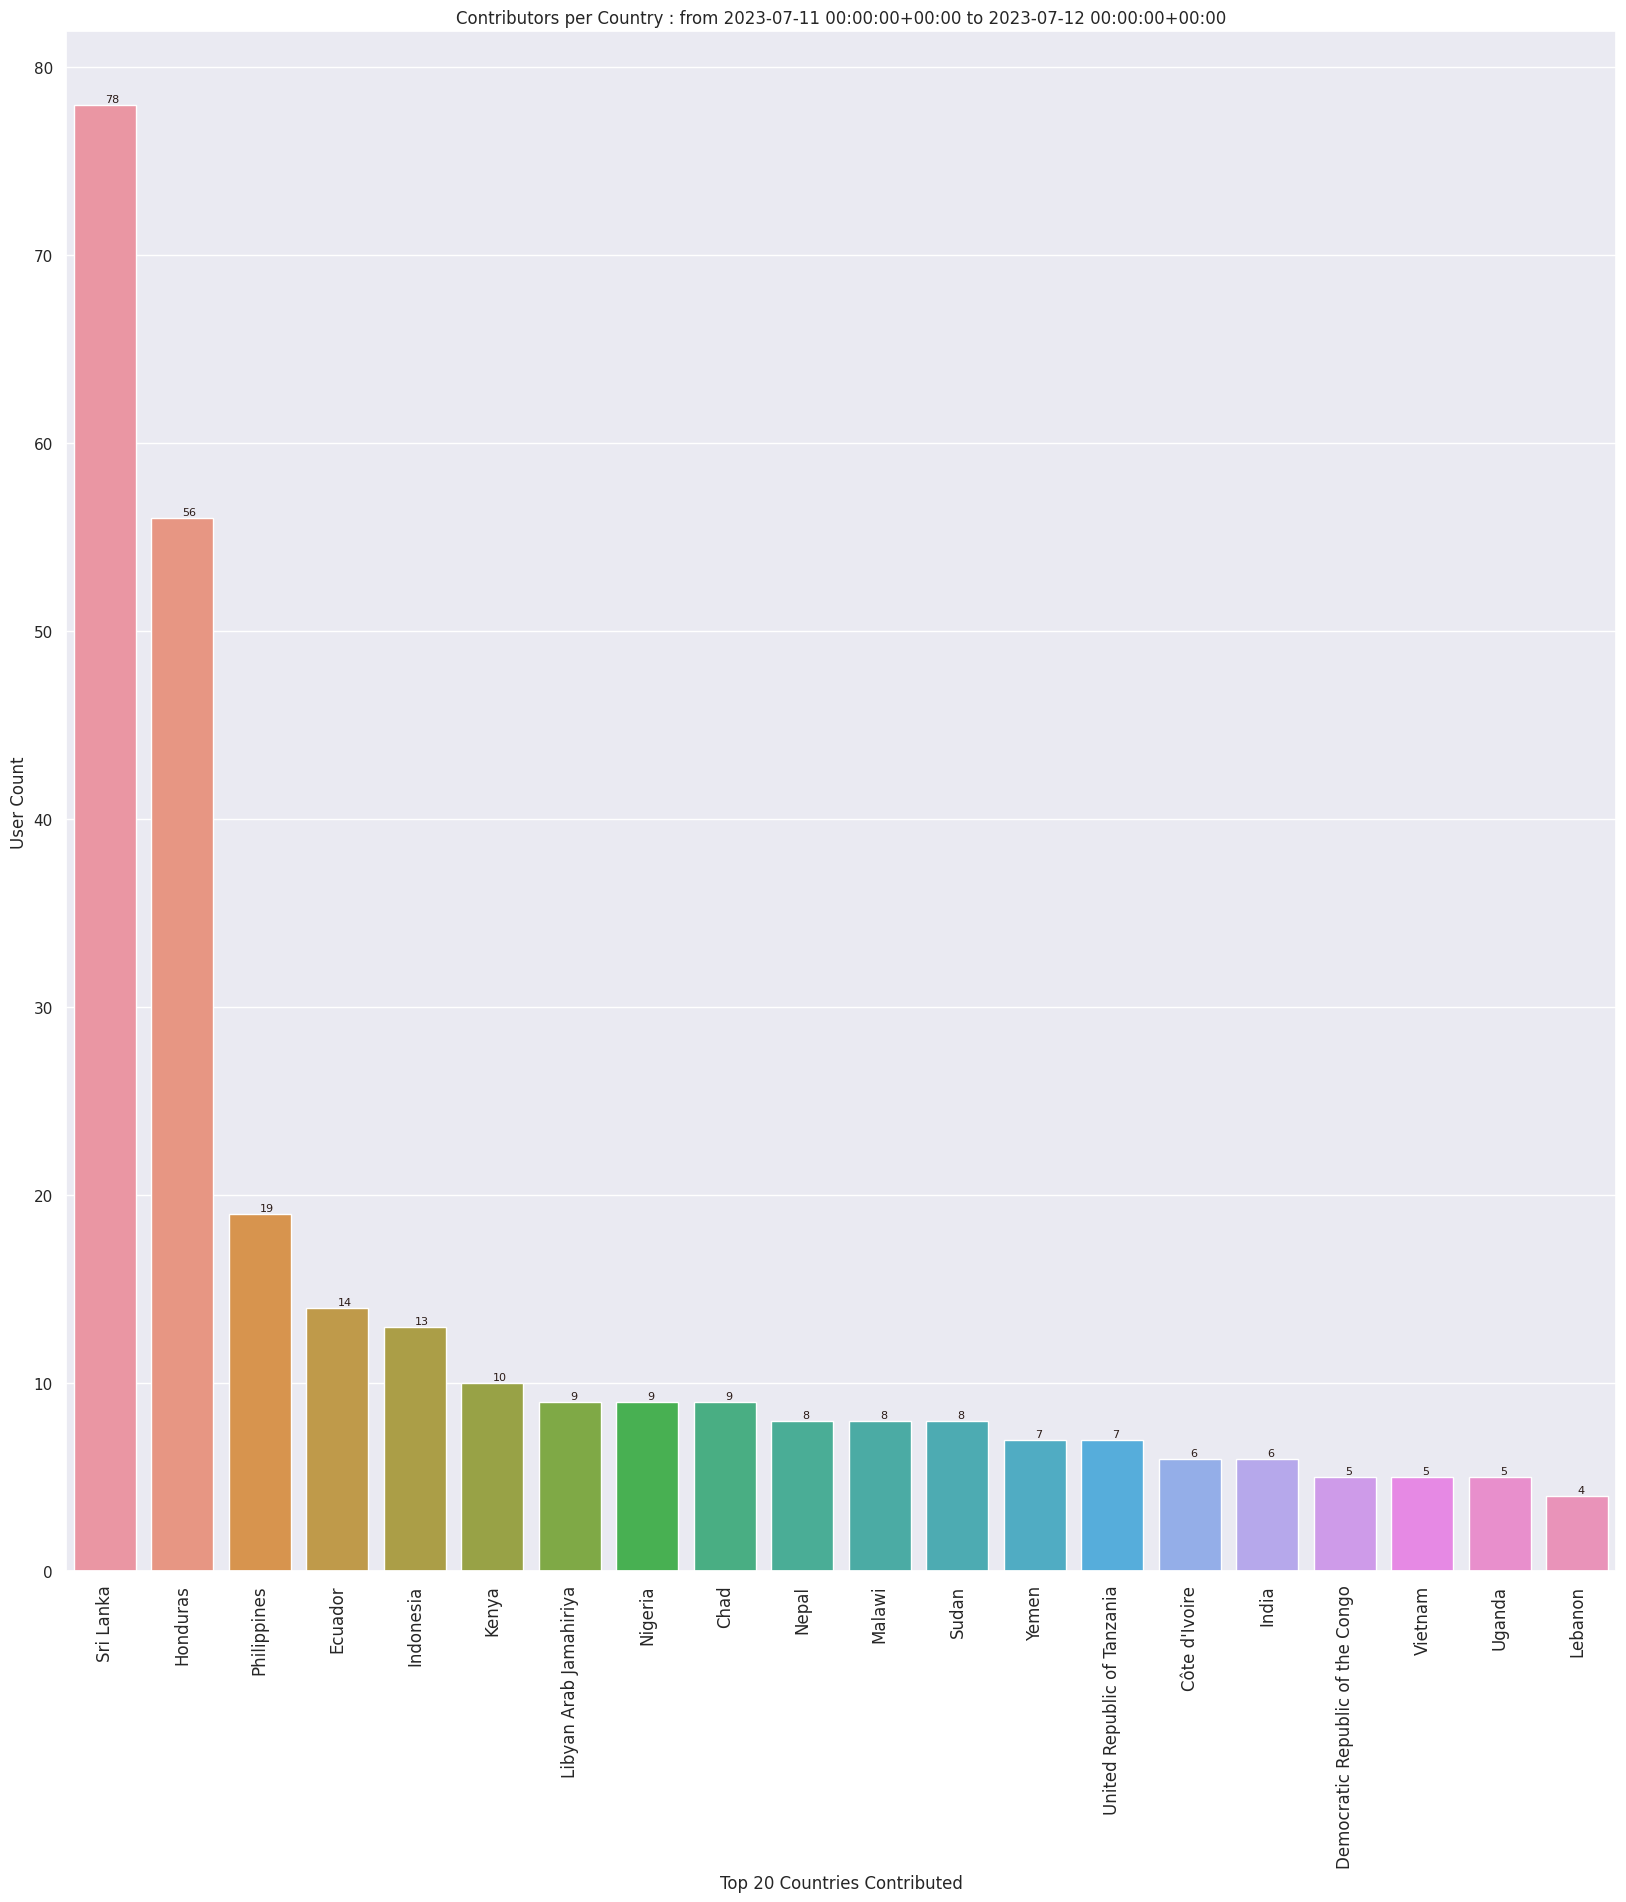 Contributors per Country : from 2023-07-11 00:00:00+00:00 to 2023-07-12 00:00:00+00:00
User Count
80
70
60
50
40
30
20
10
0
78
56
19
14
13
10
9
9
9
8
8
8
7
7
6
6
5
5
5
4
Sri Lanka
Honduras
Philippines
Ecuador
Indonesia
Kenya
Libyan Arab Jamahiriya
Nigeria
Chad
Nepal
Malawi
Sudan
Yemen
United Republic of Tanzania
Côte d'Ivoire
India
Democratic Republic of the Congo
Vietnam
Uganda
Lebanon
Top 20 Countries Contributed